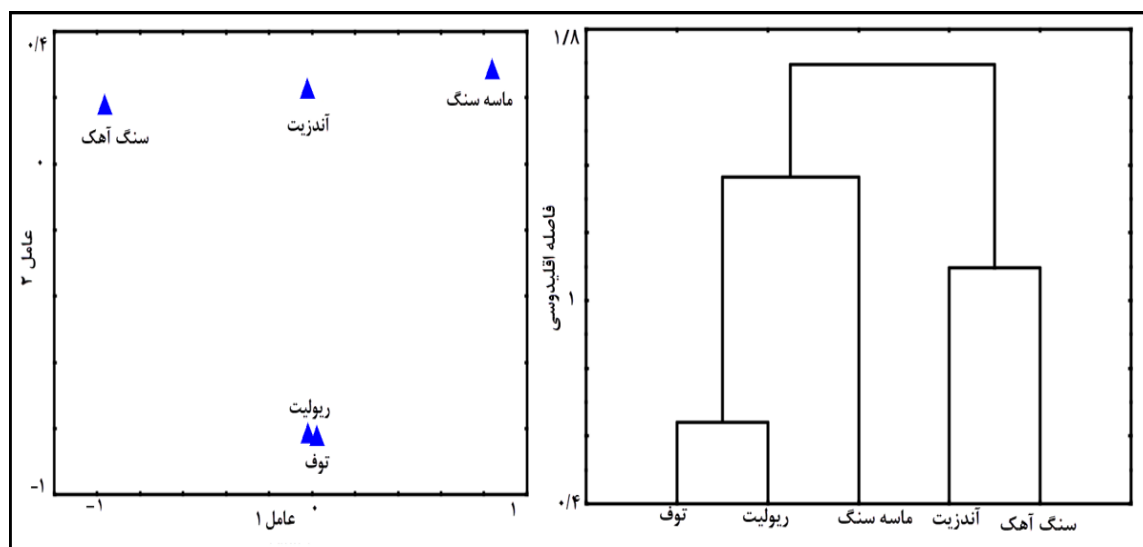 ۰/۴
ماسه سنگ
آندزیت
سنگ آهک
۰
عامل ۲
ریولیت
توف
-۱
-۱
۰
۱
عامل ۱
۱/۸
فاصله اقلیدوسی
۱
۰/۴
توف
ریولیت
ماسه سنگ
آندزیت
سنگ آهک